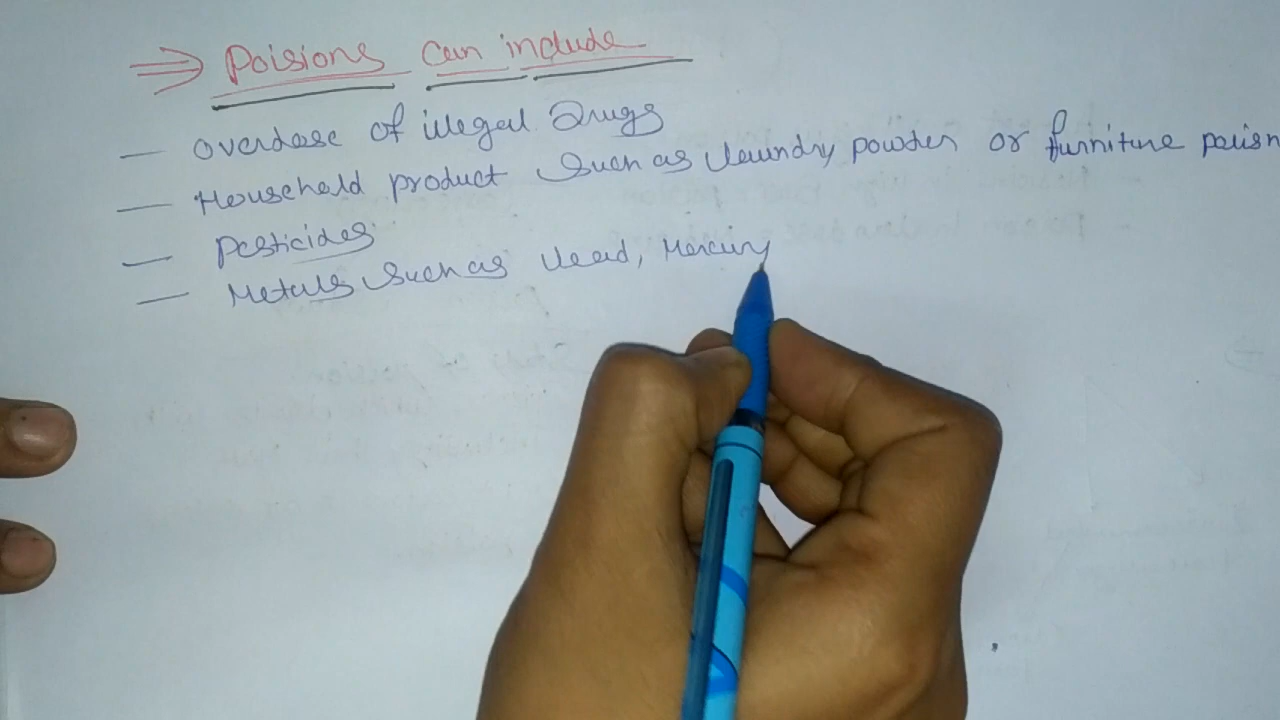 ⇒ Poisions can include
— overdose of illegal Drugs
— Household product such as laundry powder or furniture polish
— Pesticides
— Metals such as lead, Mercury